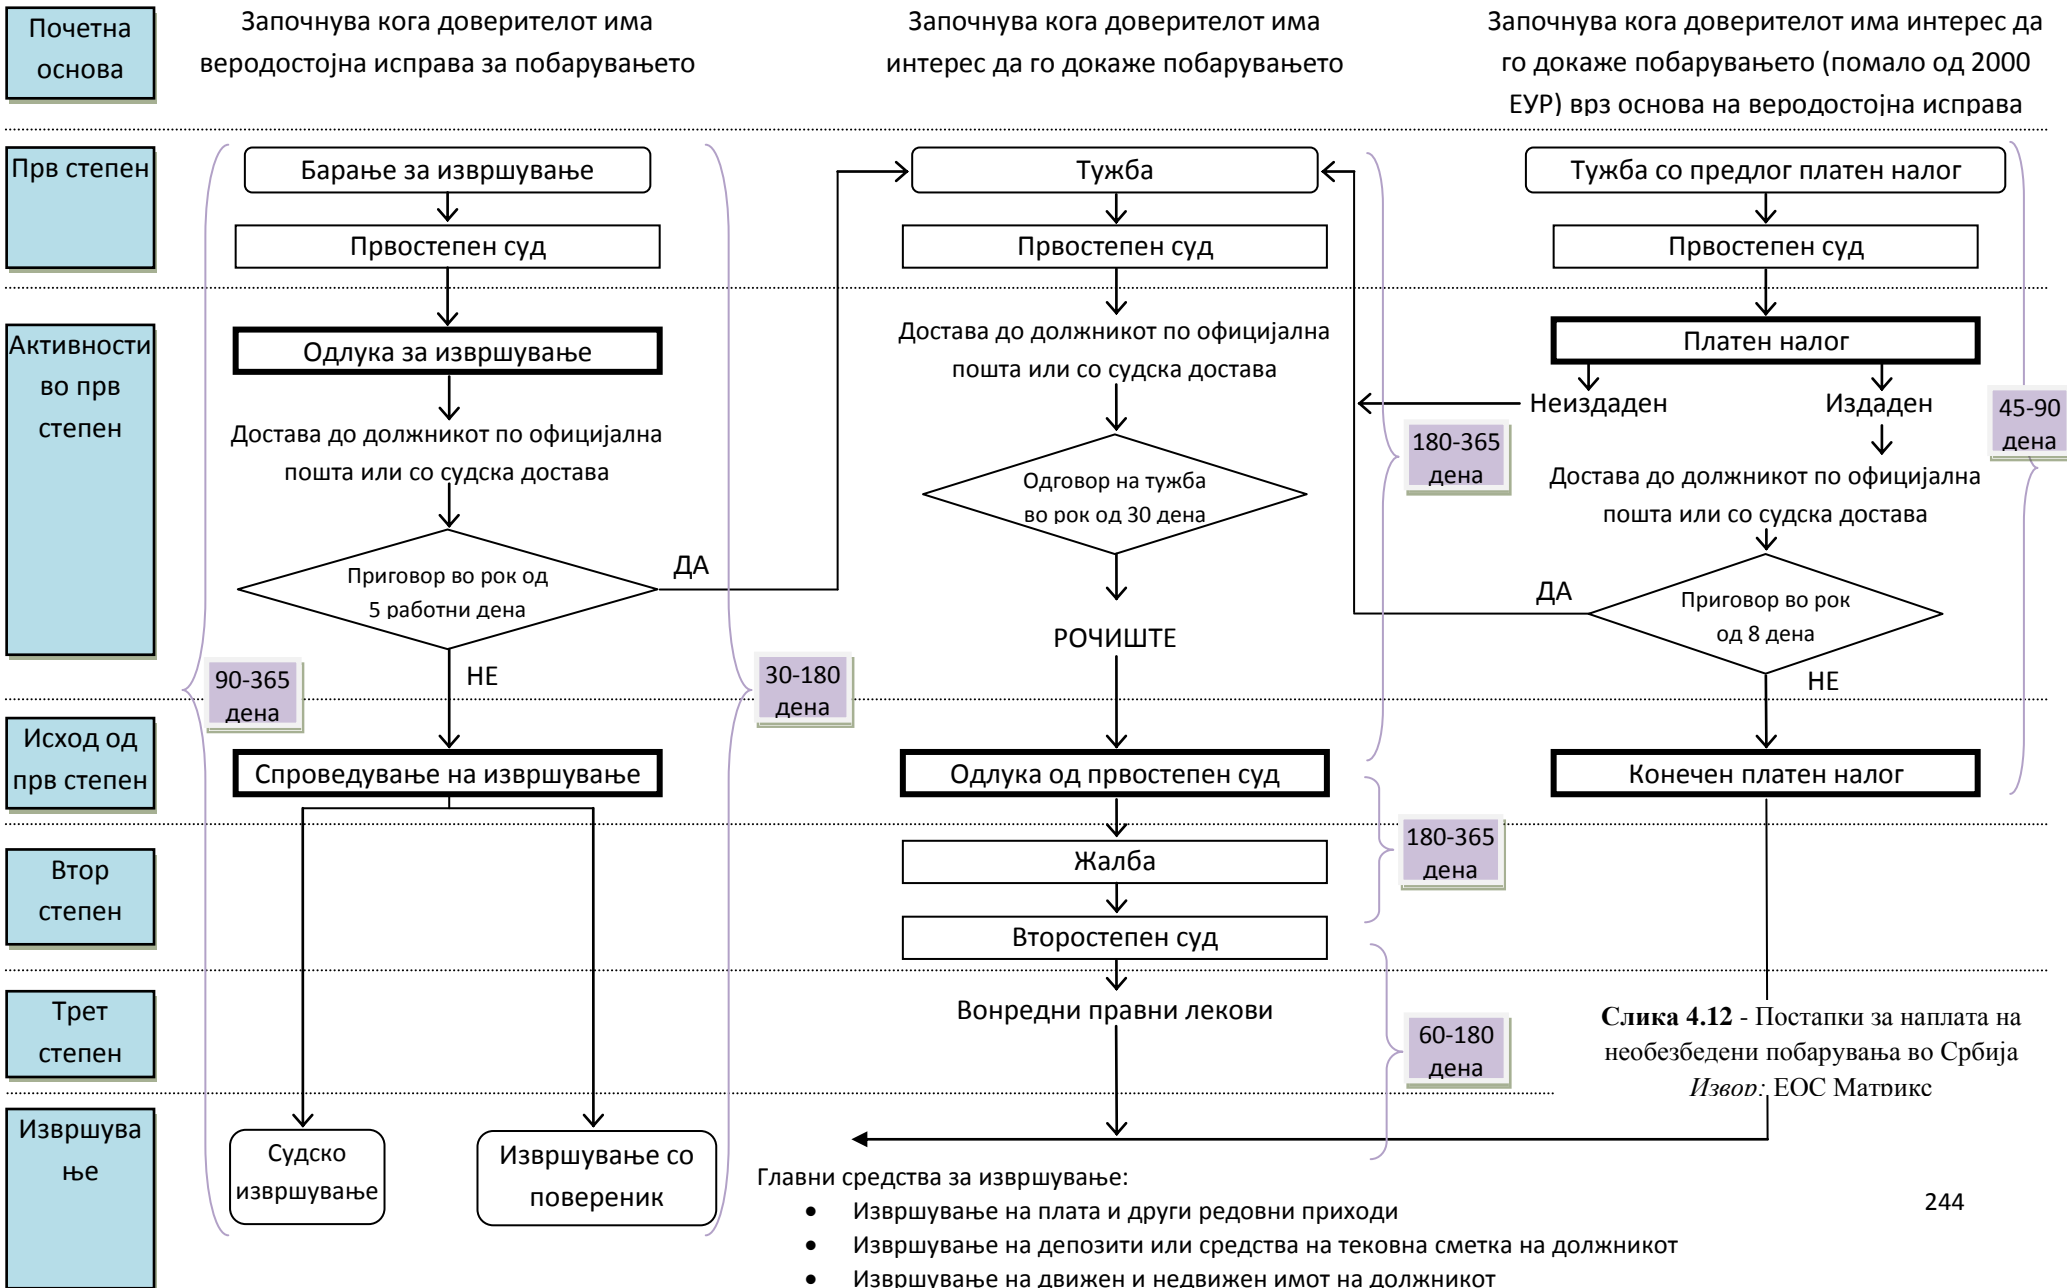 Почетна
основа
Започнува кога доверителот има
веродостојна исправа за побарувањето
Започнува кога доверителот има
интерес да го докаже побарувањето
Започнува кога доверителот има интерес да
го докаже побарувањето (помало од 2000
ЕУР) врз основа на веродостојна исправа
Прв степен
Барање за извршување
Тужба
Тужба со предлог платен налог
Првостепен суд
Првостепен суд
Првостепен суд
Активности
во прв
степен
Одлука за извршување
Достава до должникот по официјална
пошта или со судска достава
Приговор во рок од
5 работни дена
ДА
НЕ
90-365
дена
30-180
дена
Достава до должникот по официјална
пошта или со судска достава
Одговор на тужба
во рок од 30 дена
РОЧИШТЕ
180-365
дена
Платен налог
Неиздаден
Издаден
45-90
дена
Достава до должникот по официјална
пошта или со судска достава
Приговор во рок
од 8 дена
ДА
НЕ
Исход од
прв степен
Спроведување на извршување
Одлука од првостепен суд
Конечен платен налог
Втор
степен
Жалба
Второстепен суд
180-365
дена
Трет
степен
Вонредни правни лекови
60-180
дена
Слика 4.12 - Постапки за наплата на
необезбедени побарувања во Србија
Извор: ЕОС Матрикс
Извршува
ње
Судско
извршување
Извршување со
повереник
Главни средства за извршување:
• Извршување на плата и други редовни приходи
• Извршување на депозити или средства на тековна сметка на должникот
• Извршување на движен и недвижен имот на должникот
244